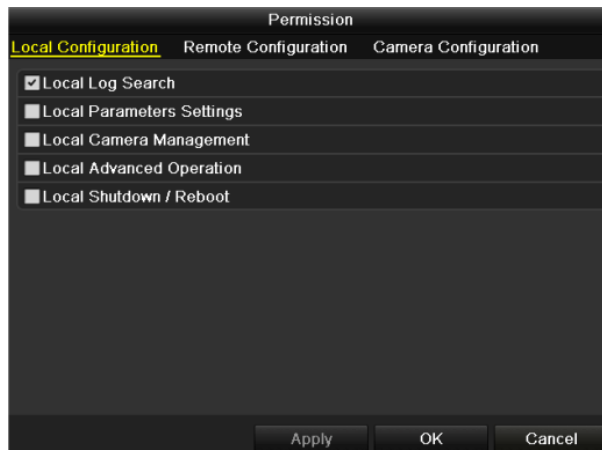 Permission
Local Configuration Remote Configuration Camera Configuration
Local Log Search
Local Parameters Settings
Local Camera Management
Local Advanced Operation
Local Shutdown / Reboot
Apply OK Cancel